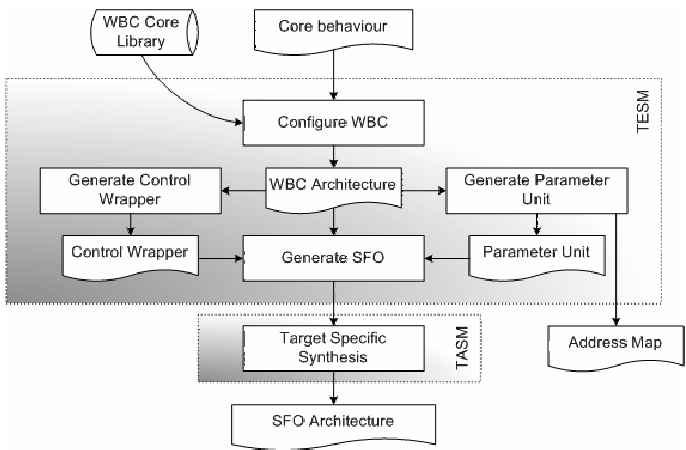 WBC Core
Library
Core behaviour
TESM
Configure WBC
Generate Control
Wrapper
WBC Architecture
Generate Parameter
Unit
Control Wrapper
Generate SFO
Parameter Unit
Target Specific
Synthesis
TASM
Address Map
SFO Architecture